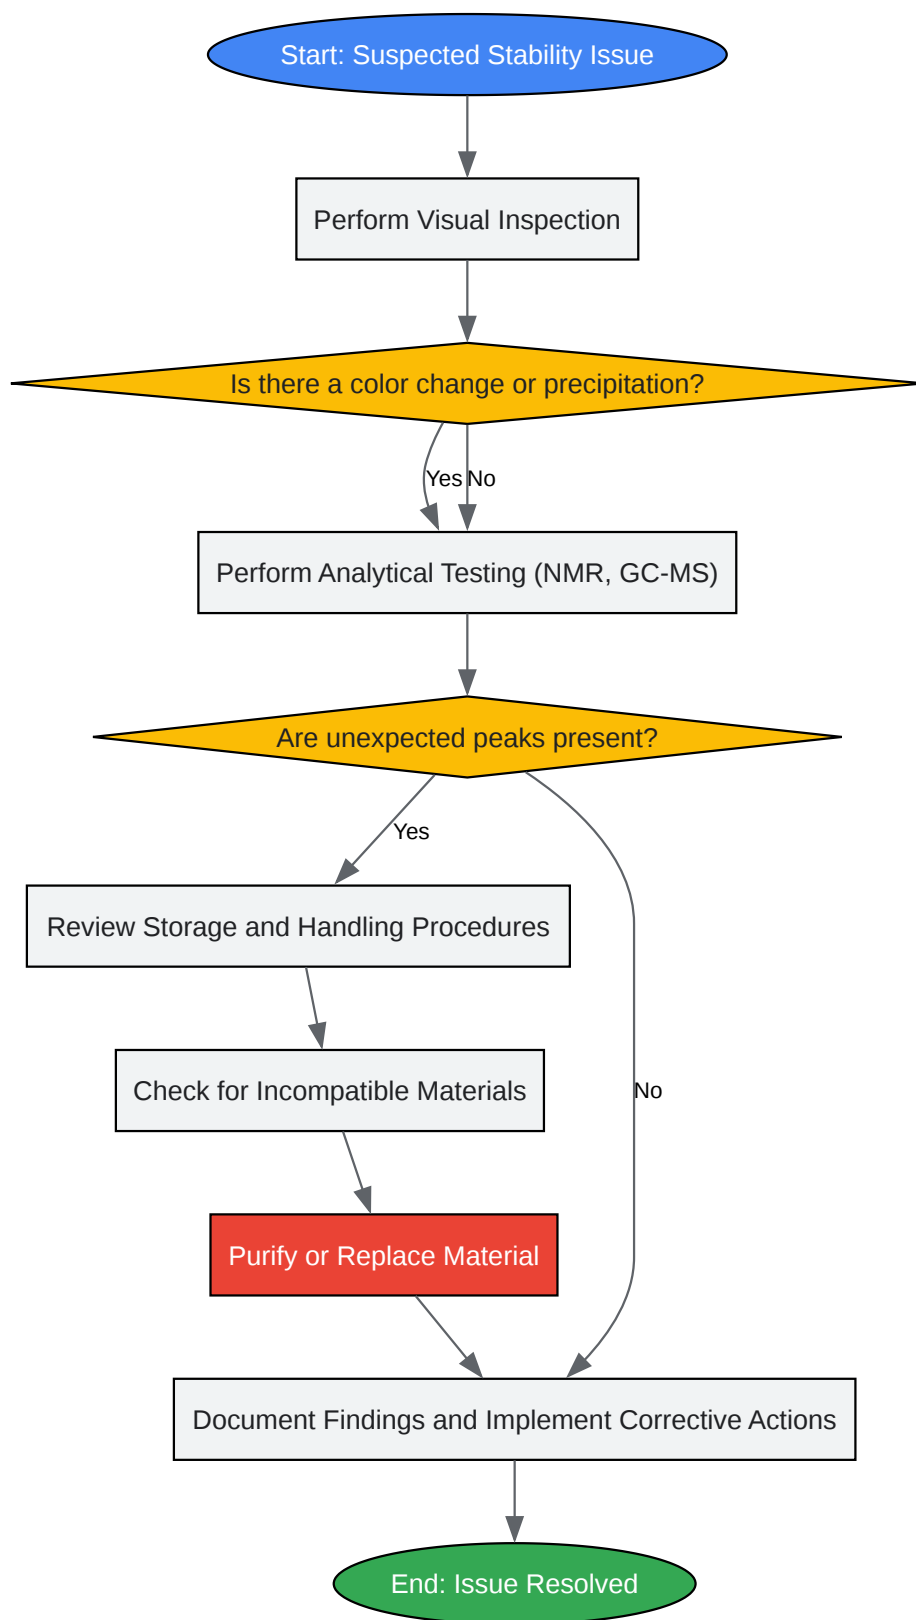 Start: Suspected Stability Issue
Perform Visual Inspection
Is there a color change or precipitation?
Yes
No
Perform Analytical Testing (NMR, GC-MS)
Are unexpected peaks present?
Yes
Review Storage and Handling Procedures
Check for Incompatible Materials
No
Purify or Replace Material
Document Findings and Implement Corrective Actions
End: Issue Resolved